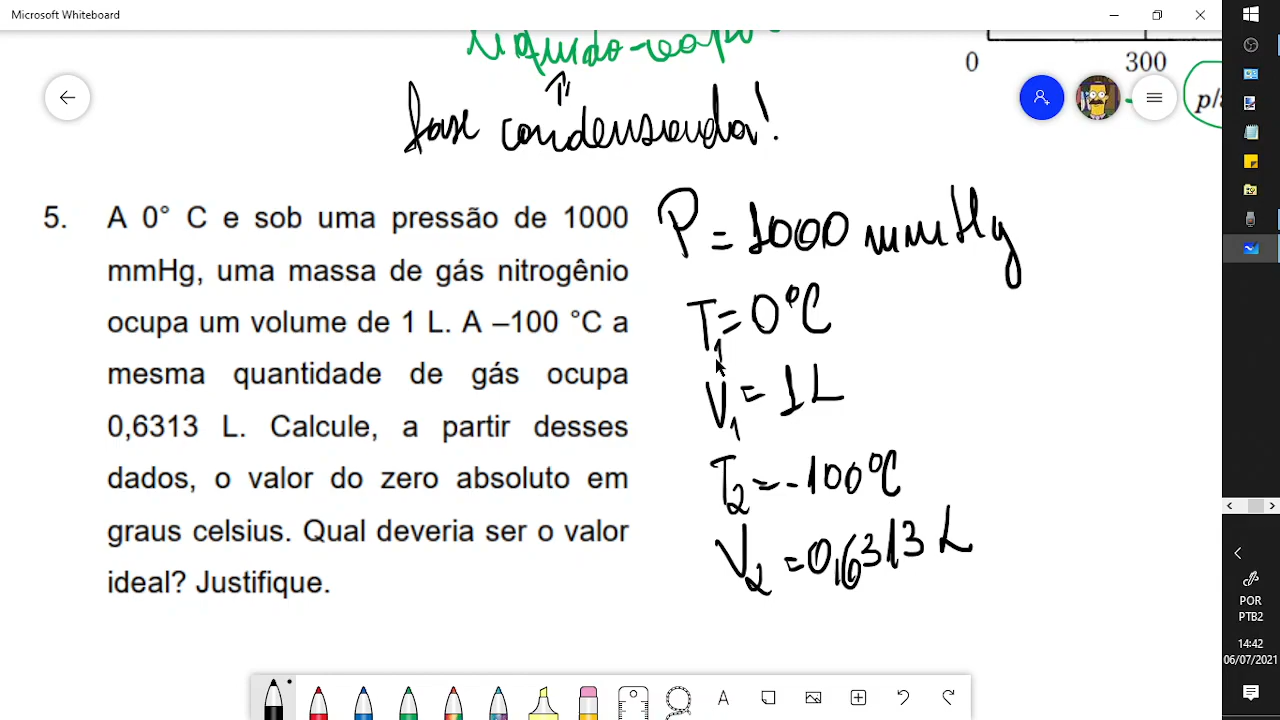 Microsoft Whiteboard
líquido-vapor
0 300
fase condensada!
5. A 0° C e sob uma pressão de 1000
mmHg, uma massa de gás nitrogênio
ocupa um volume de 1 L. A –100 °C a
mesma quantidade de gás ocupa
0,6313 L. Calcule, a partir desses
dados, o valor do zero absoluto em
graus celsius. Qual deveria ser o valor
ideal? Justifique.
P = 1000 mmHg
T1 = 0°C
V1 = 1 L
T2 = -100°C
V2 = 0,6313 L
A
POR
PTB2
14:42
06/07/2021